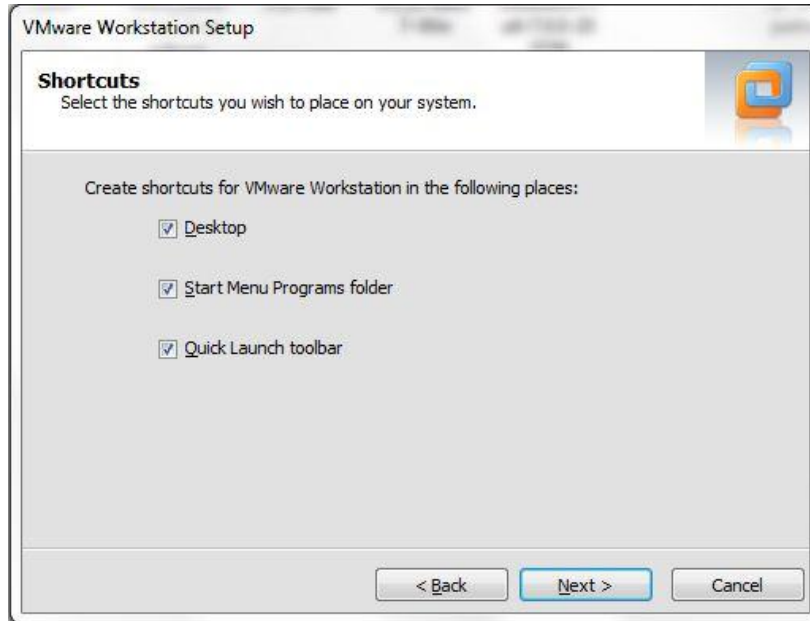 VMware Workstation Setup
Shortcuts
Select the shortcuts you wish to place on your system.
Create shortcuts for VMware Workstation in the following places:
Desktop
Start Menu Programs folder
Quick Launch toolbar
< Back
Next >
Cancel